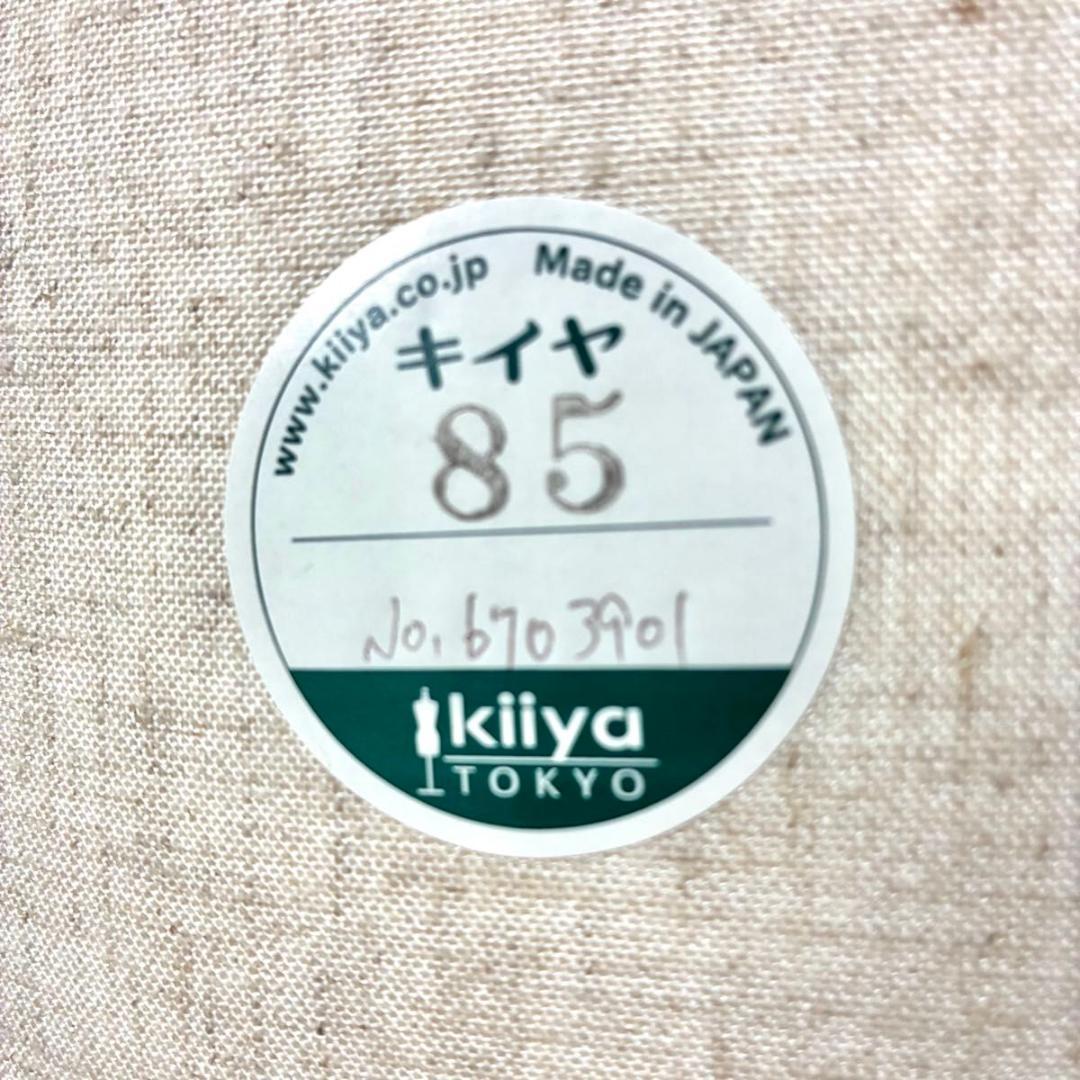 www.kiiya.co.jp Made in JAPAN
キイヤ
85
No. 6703901
kiiya
TOKYO